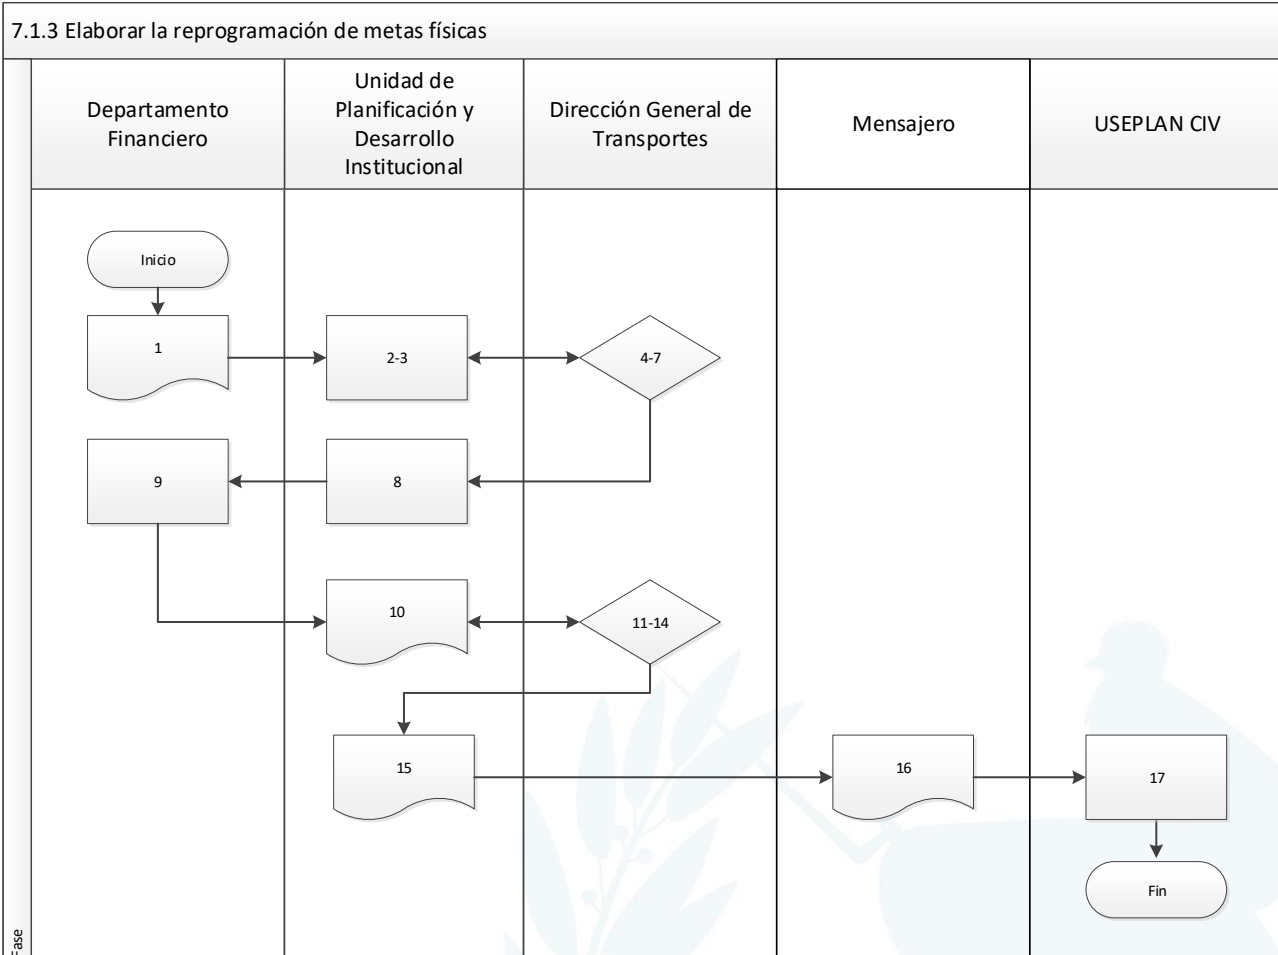 7.1.3 Elaborar la reprogramación de metas físicas
Departamento
Financiero
Unidad de
Planificación y
Desarrollo
Institucional
Dirección General de
Transportes
Mensajero
USEPLAN CIV
Inicio
1
2-3
4-7
9
8
10
11-14
15
16
17
Fin
Fase